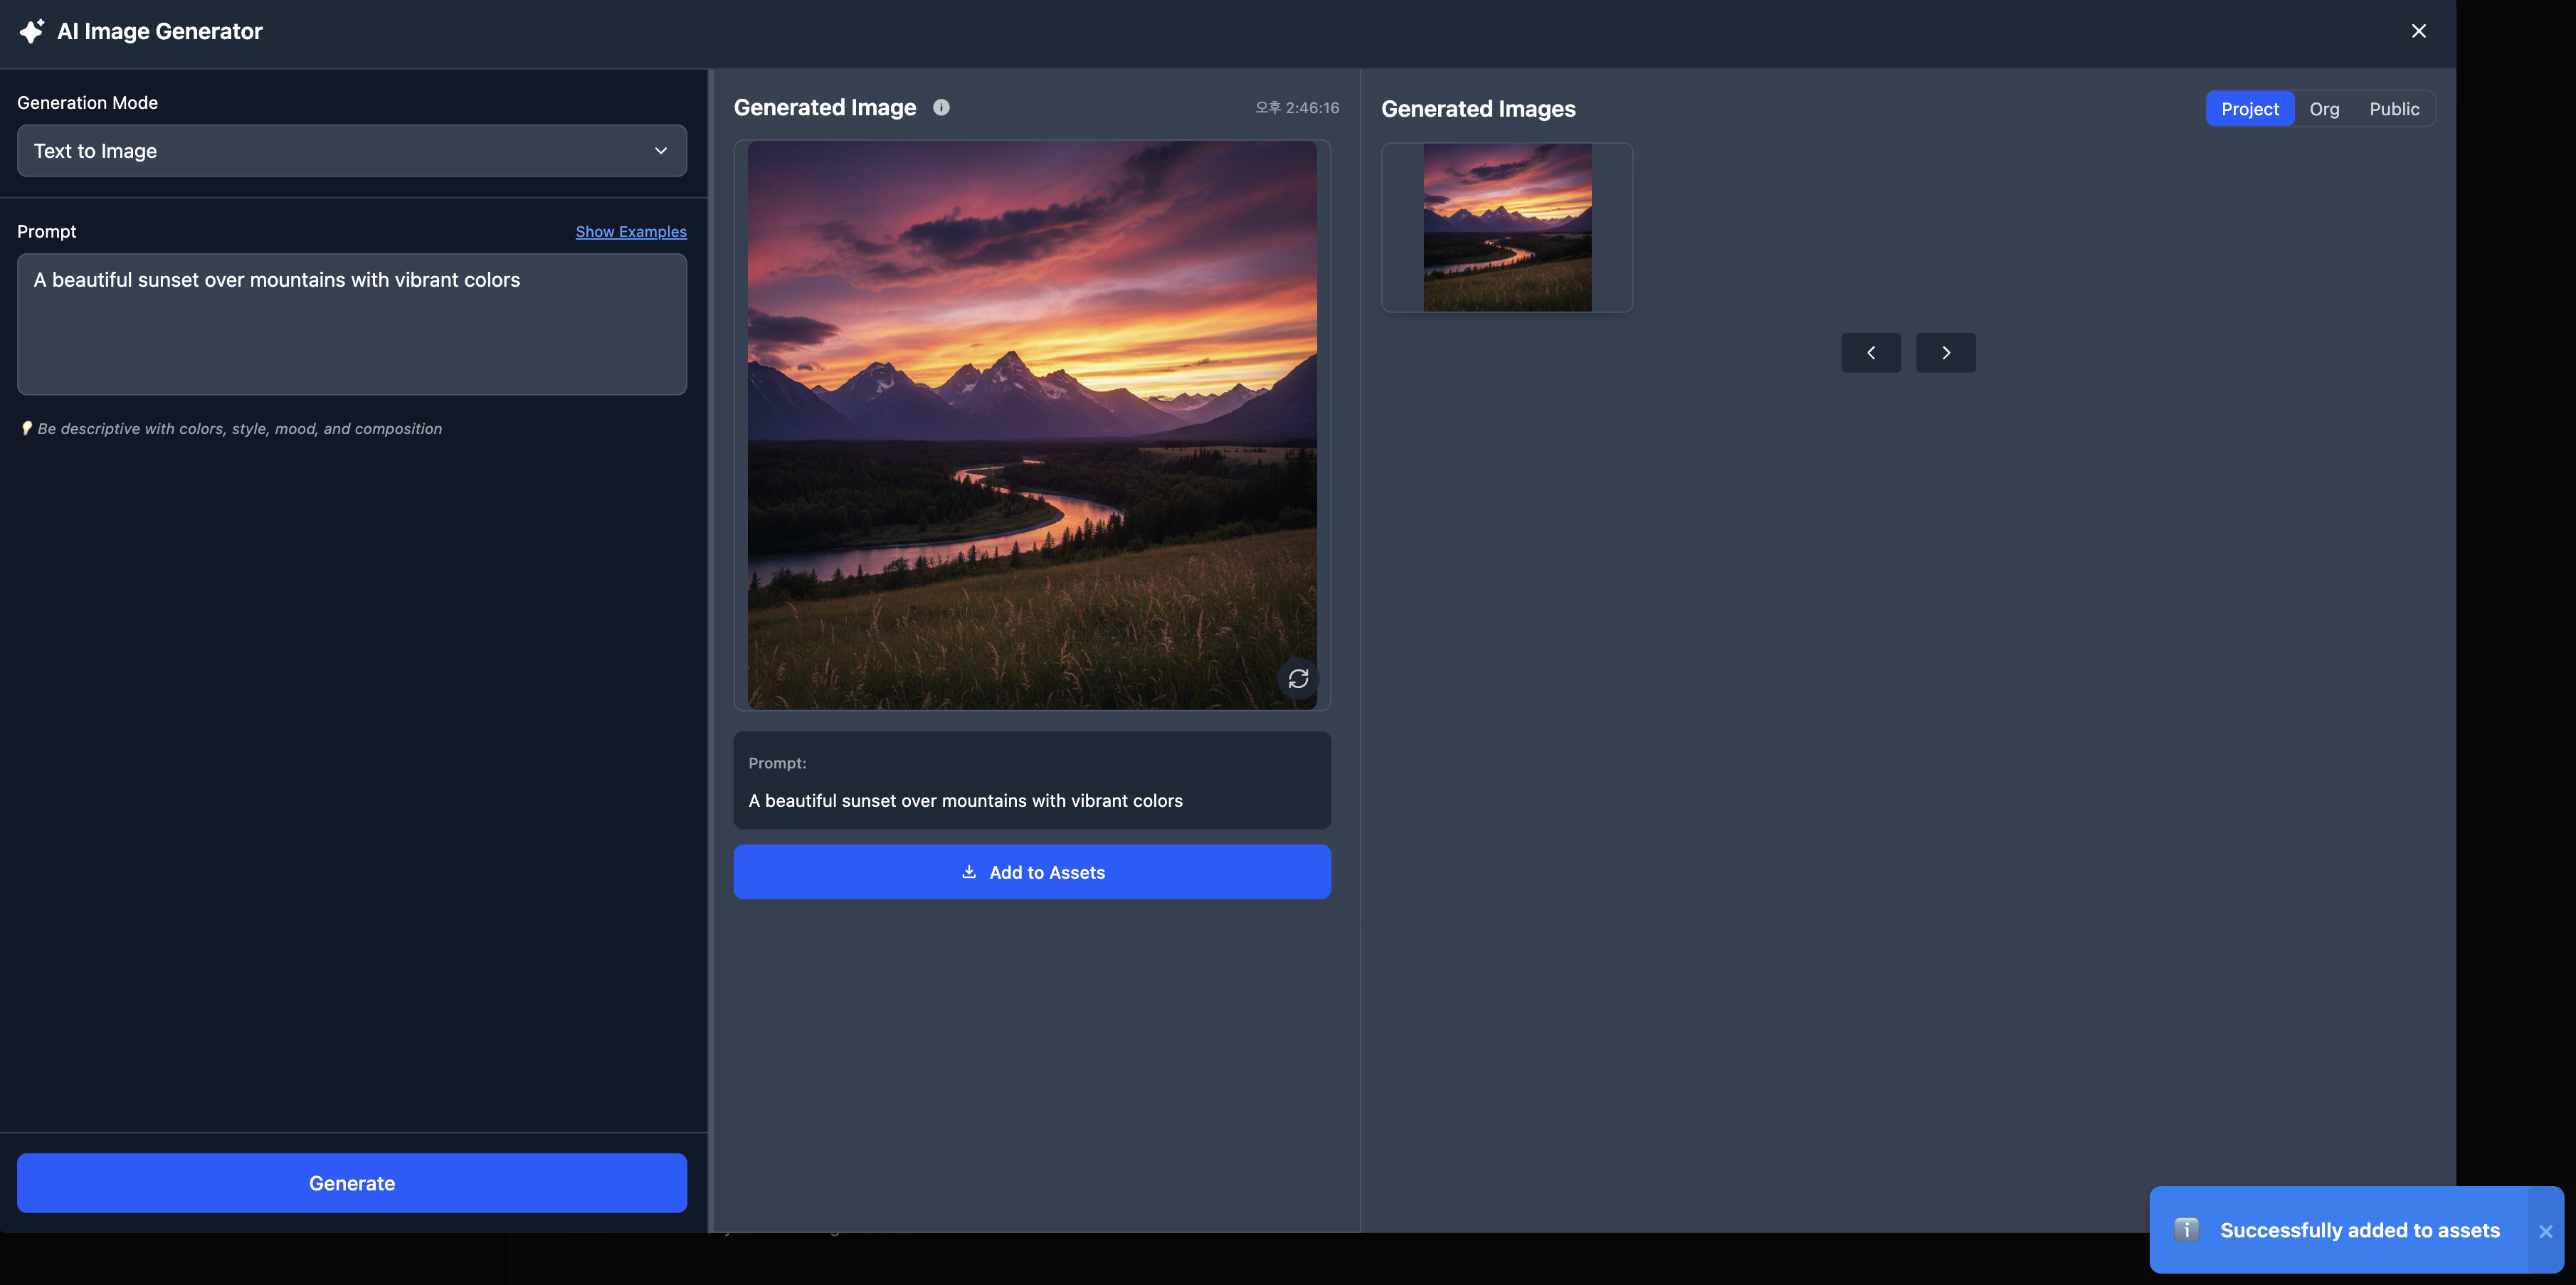 AI Image Generator
Generation Mode
Text to Image
Prompt
Show Examples
A beautiful sunset over mountains with vibrant colors
Be descriptive with colors, style, mood, and composition
Generate
Generated Image
오후 2:46:16
Prompt:
A beautiful sunset over mountains with vibrant colors
Add to Assets
Generated Images
Project Org Public
Successfully added to assets